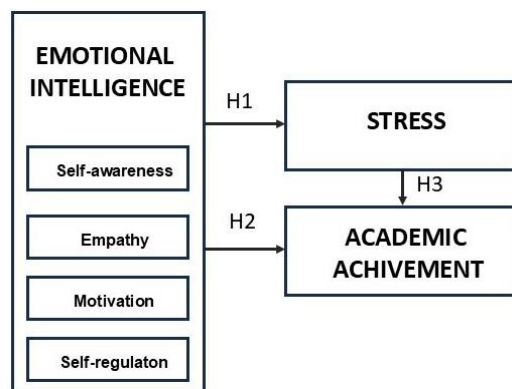 EMOTIONAL
INTELLIGENCE
Self-awareness
Empathy
Motivation
Self-regulaton
H1
H2
STRESS
H3
ACADEMIC
ACHIVEMENT